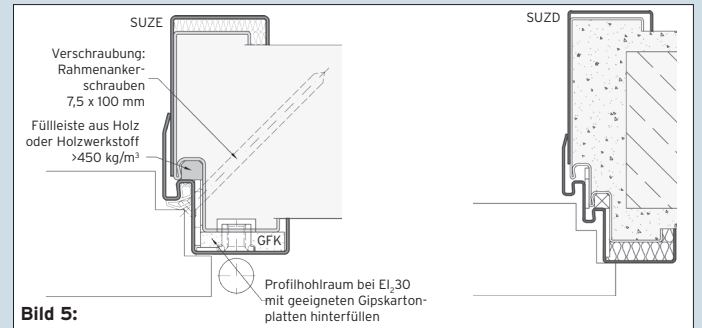 SUZE
SUZD
Verschraubung:
Rahmenanker-
schrauben
7,5 x 100 mm
Füllleiste aus Holz
oder Holzwerkstoff
>450 kg/m³
GFK
Profilhohlraum bei EI₂30
mit geeigneten Gipskarton-
platten hinterfüllen
Bild 5: